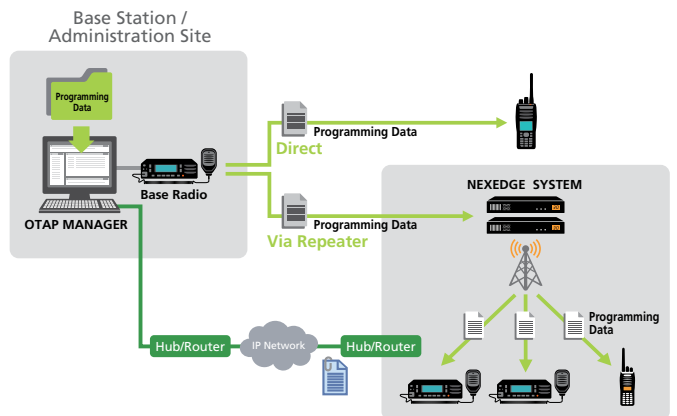 Base Station /
Administration Site
Programming
Data
OTAP MANAGER
Base Radio
Programming Data
Direct
Programming Data
Via Repeater
NEXEDGE SYSTEM
Programming
Data
Hub/Router
IP Network
Hub/Router